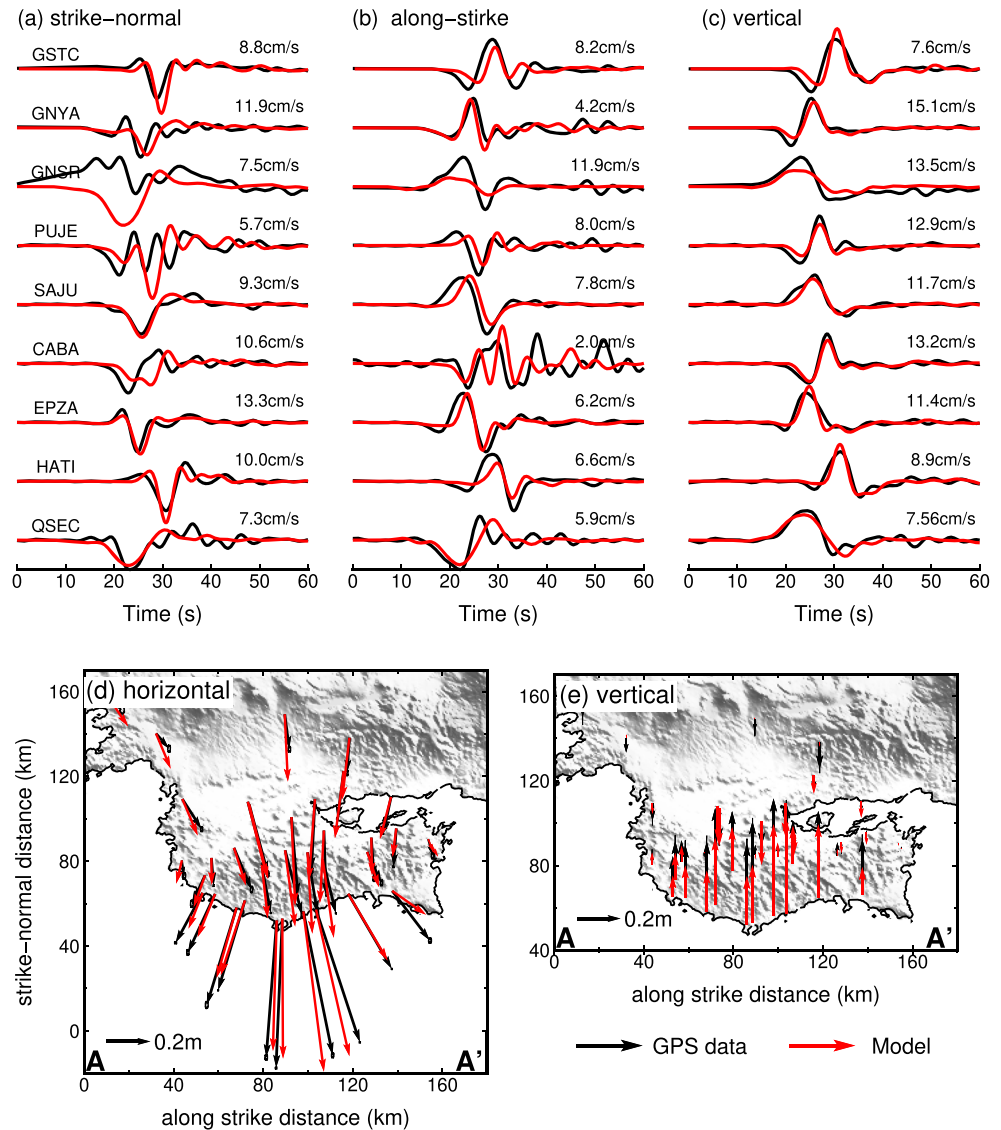 (a) strike−normal
(b) along−stirke
(c) vertical
GSTC 8.8cm/s 8.2cm/s 7.6cm/s
GNYA 11.9cm/s 4.2cm/s 15.1cm/s
GNSR 7.5cm/s 11.9cm/s 13.5cm/s
PUJE 5.7cm/s 8.0cm/s 12.9cm/s
SAJU 9.3cm/s 7.8cm/s 11.7cm/s
CABA 10.6cm/s 2.0cm/s 13.2cm/s
EPZA 13.3cm/s 6.2cm/s 11.4cm/s
HATI 10.0cm/s 6.6cm/s 8.9cm/s
QSEC 7.3cm/s 5.9cm/s 7.56cm/s
0 10 20 30 40 50 60 0 10 20 30 40 50 60 0 10 20 30 40 50 60
Time (s) Time (s) Time (s)
(d) horizontal
160
120
80
40
0
strike−normal distance (km)
A 0.2m A'
0 40 80 120 160
along strike distance (km)
(e) vertical
160
120
80
40
0.2m
A A'
0 40 80 120 160
along strike distance (km)
GPS data Model